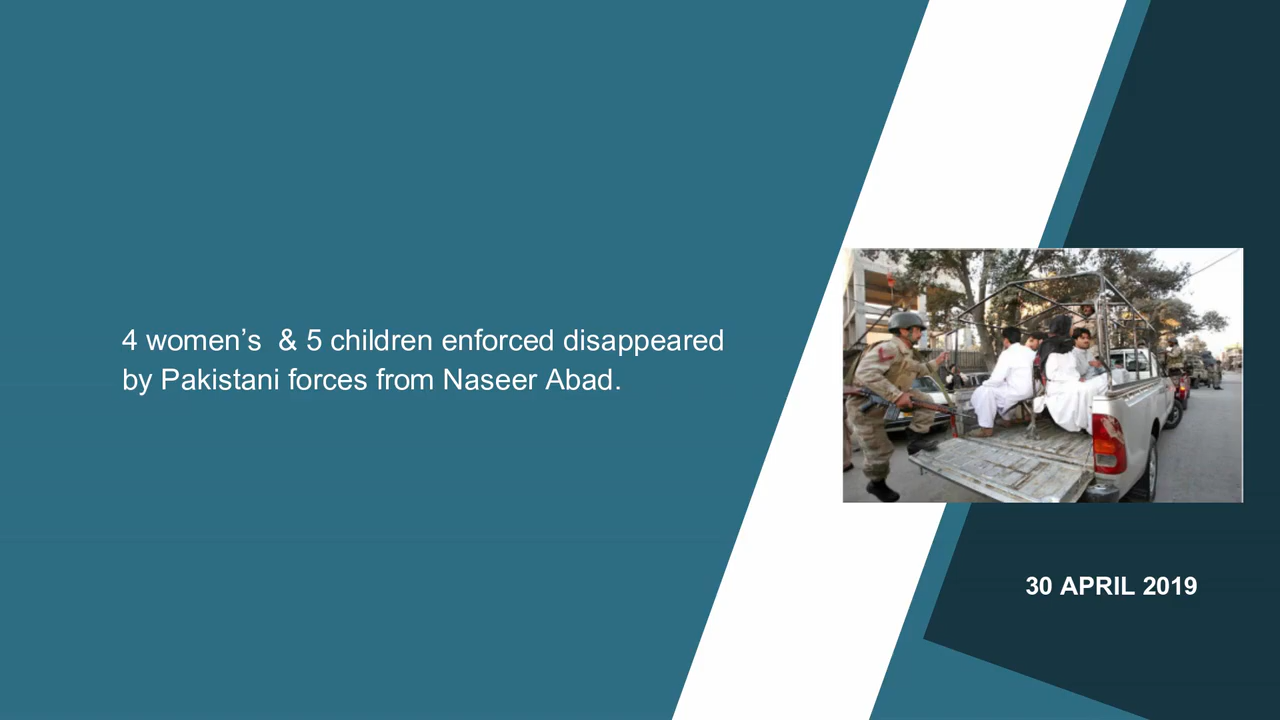 4 women’s  & 5 children enforced disappeared
by Pakistani forces from Naseer Abad.
30 APRIL 2019